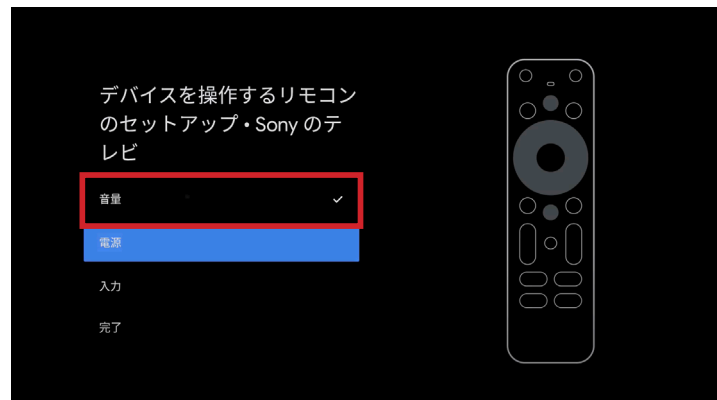 デバイスを操作するリモコン
のセットアップ • Sony のテ
レビ
音量
電源
入力
完了